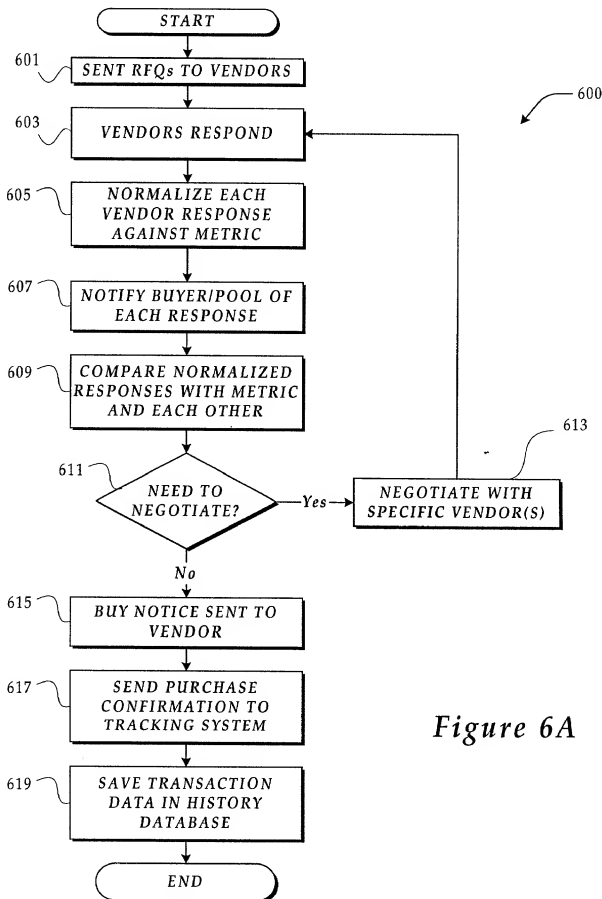 START
601
SENT RFQs TO VENDORS
600
603
VENDORS RESPOND
605
NORMALIZE EACH
VENDOR RESPONSE
AGAINST METRIC
607
NOTIFY BUYER/POOL OF
EACH RESPONSE
609
COMPARE NORMALIZED
RESPONSES WITH METRIC
AND EACH OTHER
611
NEED TO
NEGOTIATE?
Yes
613
NEGOTIATE WITH
SPECIFIC VENDOR(S)
No
615
BUY NOTICE SENT TO
VENDOR
617
SEND PURCHASE
CONFIRMATION TO
TRACKING SYSTEM
Figure 6A
619
SAVE TRANSACTION
DATA IN HISTORY
DATABASE
END